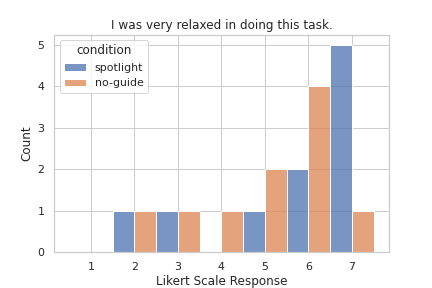 I was very relaxed in doing this task.
condition
spotlight
no-guide
Count
5
4
3
2
1
0
1 2 3 4 5 6 7
Likert Scale Response